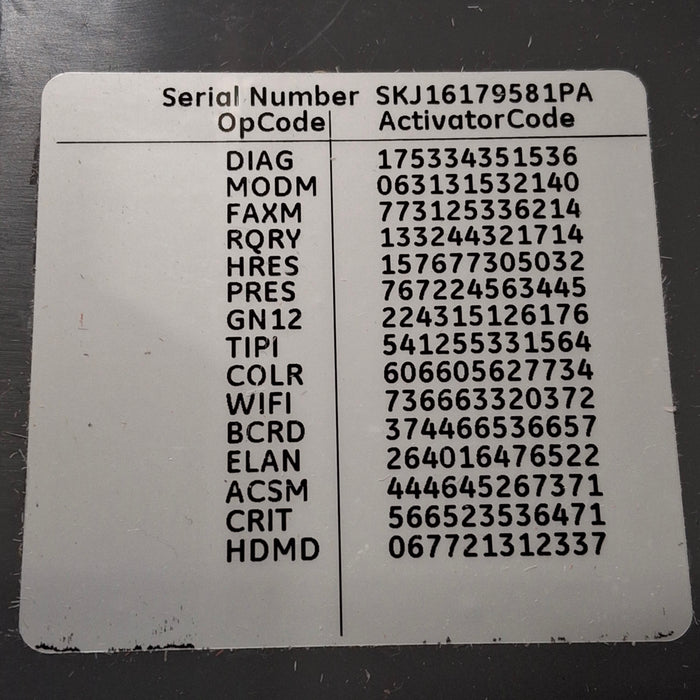 Serial Number SKJ16179581PA
OpCode ActivatorCode
DIAG 175334351536
MODM 063131532140
FAXM 773125336214
RQRY 133244321714
HRES 157677305032
PRES 767224563445
GN12 224315126176
TIPI 541255331564
COLR 606605627734
WIFI 736663320372
BCRD 374466536657
ELAN 264016476522
ACSM 444645267371
CRIT 566523536471
HDMD 067721312337